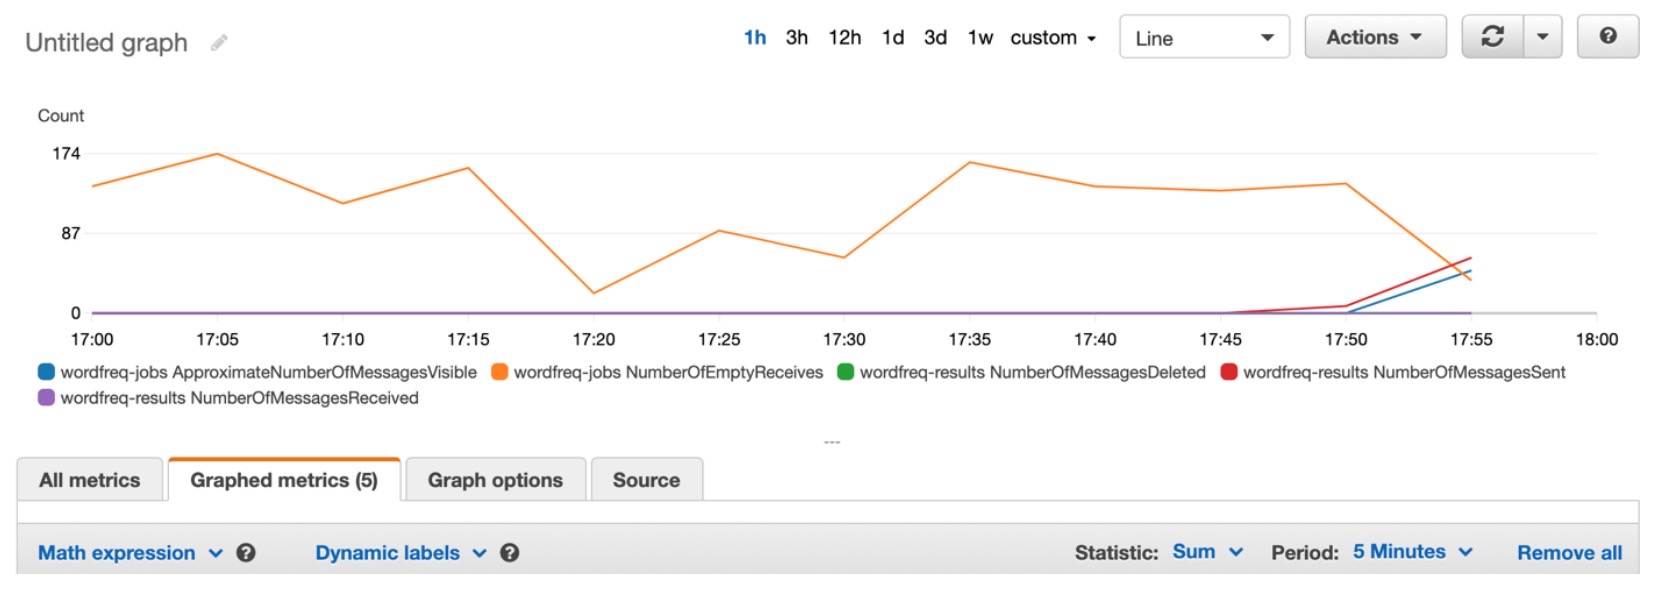 Untitled graph 1h 3h 12h 1d 3d 1w custom Line Actions ?
Count
174
87
0
17:00 17:05 17:10 17:15 17:20 17:25 17:30 17:35 17:40 17:45 17:50 17:55 18:00
wordfreq-jobs ApproximateNumberOfMessagesVisible wordfreq-jobs NumberOfEmptyReceives wordfreq-results NumberOfMessagesDeleted wordfreq-results NumberOfMessagesSent
wordfreq-results NumberOfMessagesReceived
---
All metrics Graphed metrics (5) Graph options Source
Math expression ? Dynamic labels ? Statistic: Sum Period: 5 Minutes Remove all